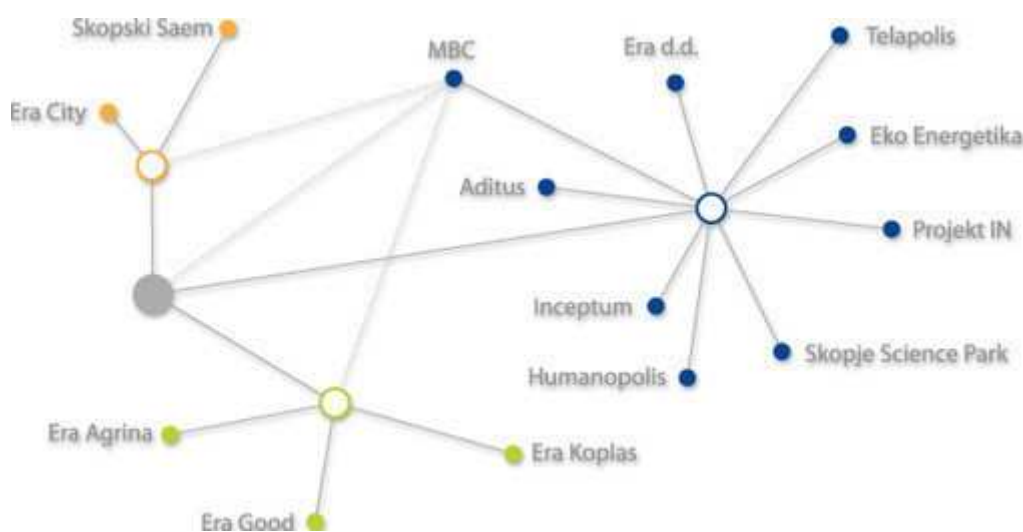 Skopski Saem
MBC
Era d.d.
Telapolis
Era City
Eko Energetika
Aditus
Projekt IN
Inceptum
Skopje Science Park
Humanopolis
Era Agrina
Era Koplas
Era Good